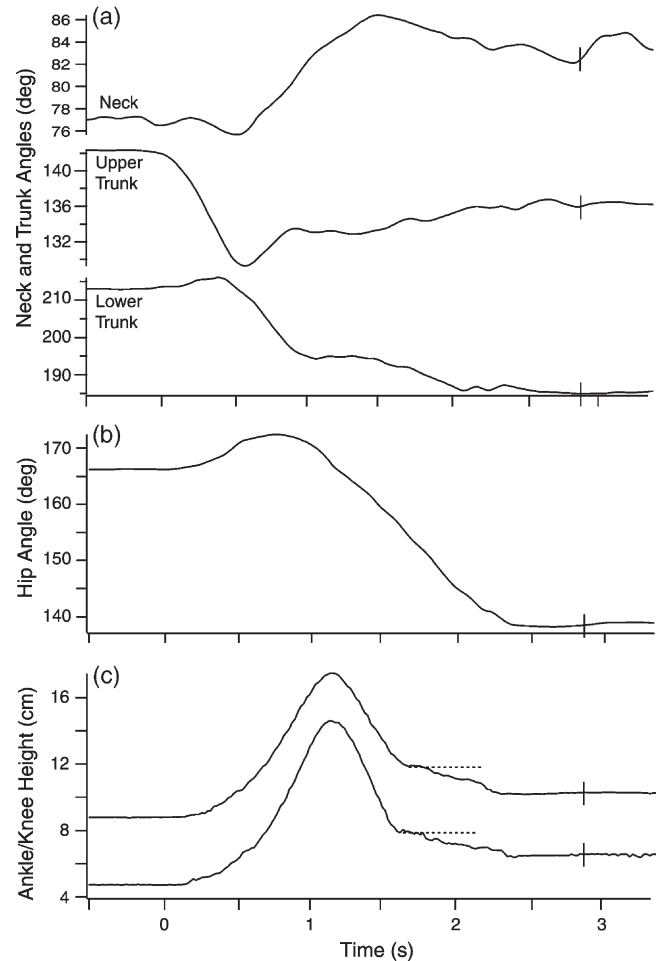 (a)
Neck and Trunk Angles (deg)
86
84
82
80
78
76
Neck
140
136
132
Upper
Trunk
210
200
190
Lower
Trunk
(b)
Hip Angle (deg)
170
160
150
140
(c)
Ankle/Knee Height (cm)
16
12
8
4
0
1
2
3
Time (s)